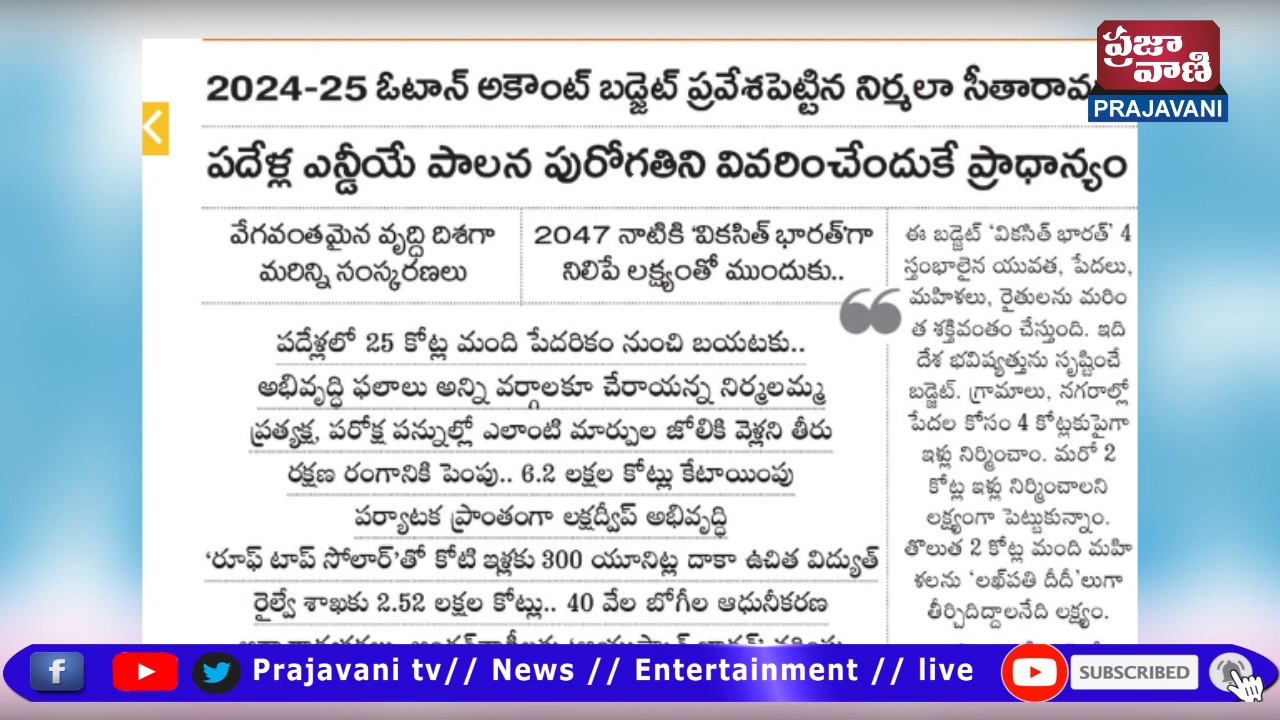 ప్రజా
వాణి
PRAJAVANI
2024-25 ఓటాన్ అకౌంట్ బడ్జెట్ ప్రవేశపెట్టిన నిర్మలా
పదేళ్ల ఎన్డీయే పాలన పురోగతిని వివరించేందుకే ప్రాధాన్యం
వేగవంతమైన వృద్ధి దిశగా
మరిన్ని సంస్కరణలు
2047 నాటికి 'వికసిత్ భారత్'గా
నిలిపే లక్ష్యంతో ముందుకు..
పదేళ్లలో 25 కోట్ల మంది పేదరికం నుంచి బయటకు..
అభివృద్ధి ఫలాలు అన్ని వర్గాలకూ చేరాయన్న నిర్మలమ్మ
ప్రత్యక్ష, పరోక్ష పన్నుల్లో ఎలాంటి మార్పుల జోలికి వెళ్లని తీరు
రక్షణ రంగానికి పెంపు.. 6.2 లక్షల కోట్లు కేటాయింపు
పర్యాటక ప్రాంతంగా లక్షద్వీప్ అభివృద్ధి
'రూఫ్ టాప్ సోలార్'తో కోటి ఇళ్లకు 300 యూనిట్ల దాకా ఉచిత విద్యుత్
రైల్వే శాఖకు 2.52 లక్షల కోట్లు.. 40 వేల బోగీల ఆధునీకరణ
ఈ బడ్జెట్ 'వికసిత్ భారత్' 4
స్తంభాలైన యువత, పేదలు,
మహిళలు, రైతులను మరిం
త శక్తివంతం చేస్తుంది. ఇది
దేశ భవిష్యత్తును సృష్టించే
బడ్జెట్. గ్రామాలు, నగరాల్లో
పేదల కోసం 4 కోట్లకుపైగా
ఇళ్లు నిర్మించాం. మరో 2
కోట్ల ఇళ్లు నిర్మించాలని
లక్ష్యంగా పెట్టుకున్నాం.
తొలుత 2 కోట్ల మంది మహి
ళలను 'లఖ్‌పతి దీదీ'లుగా
తీర్చిదిద్దాలనేది లక్ష్యం.
Prajavani tv// News // Entertainment // live
SUBSCRIBED